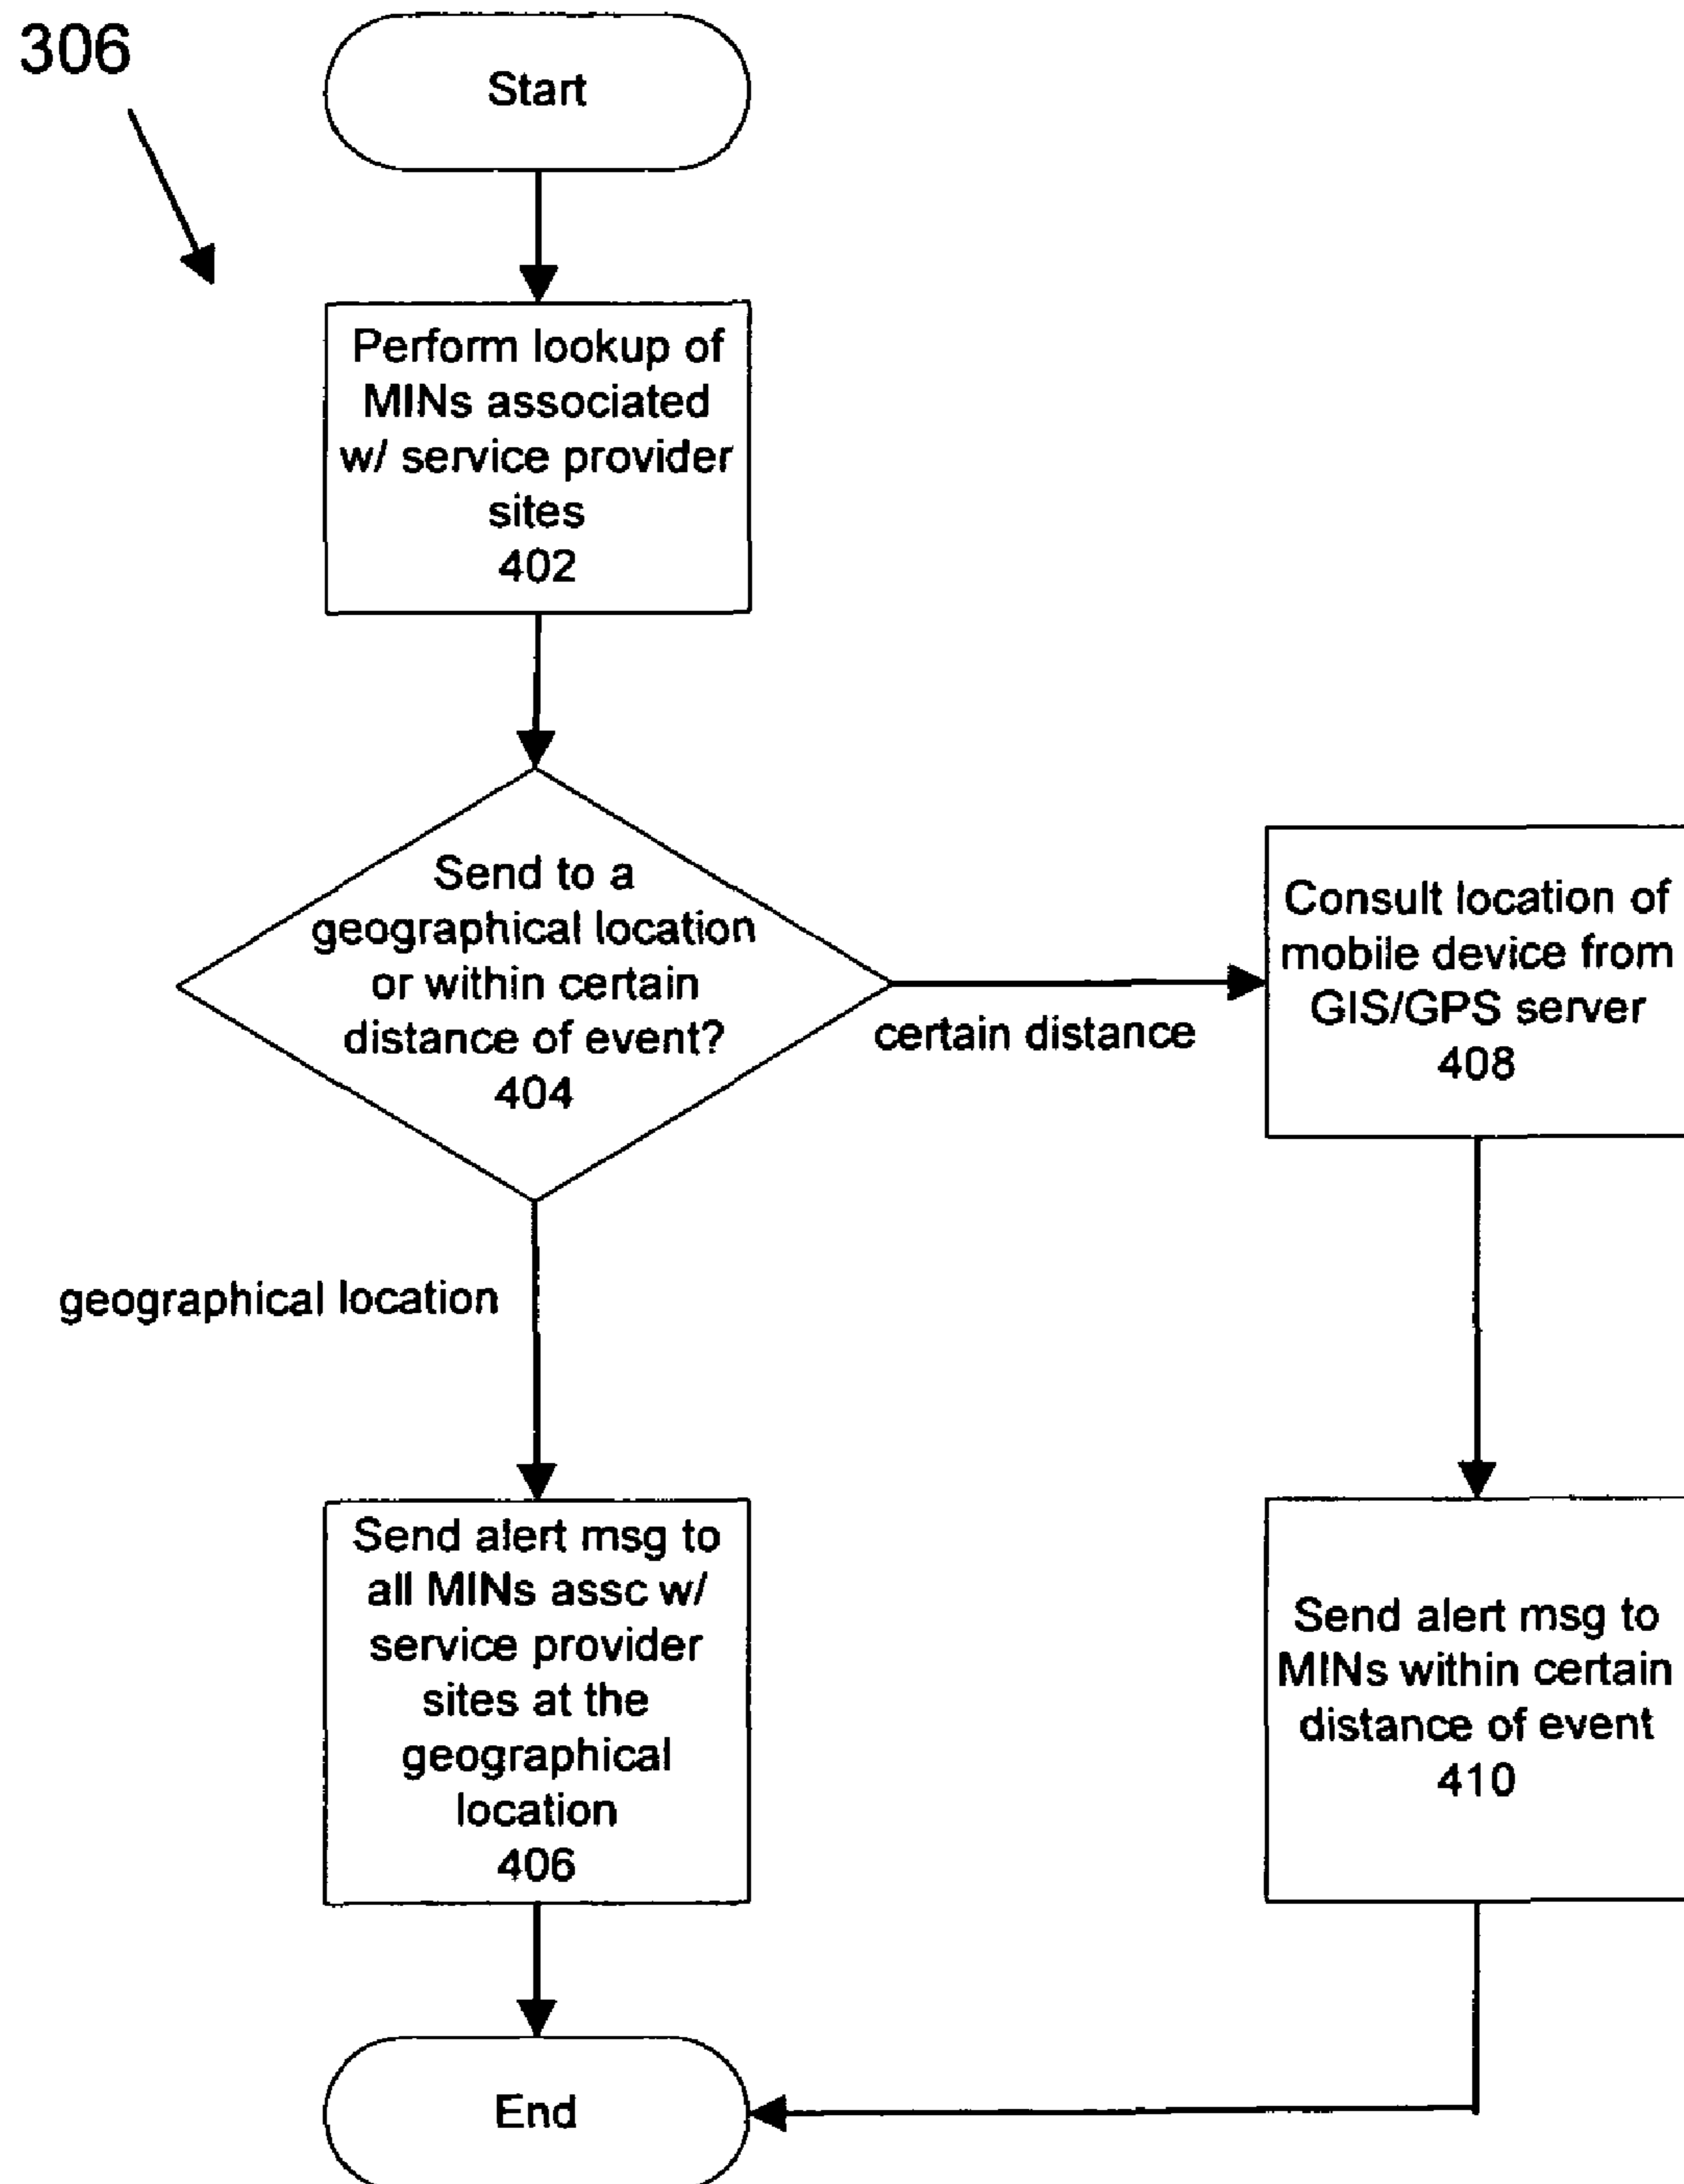 306
Start
Perform lookup of
MINs associated
w/ service provider
sites
402
Send to a
geographical location
or within certain
distance of event?
404
certain distance
Consult location of
mobile device from
GIS/GPS server
408
geographical location
Send alert msg to
all MINs assc w/
service provider
sites at the
geographical
location
406
Send alert msg to
MINs within certain
distance of event
410
End